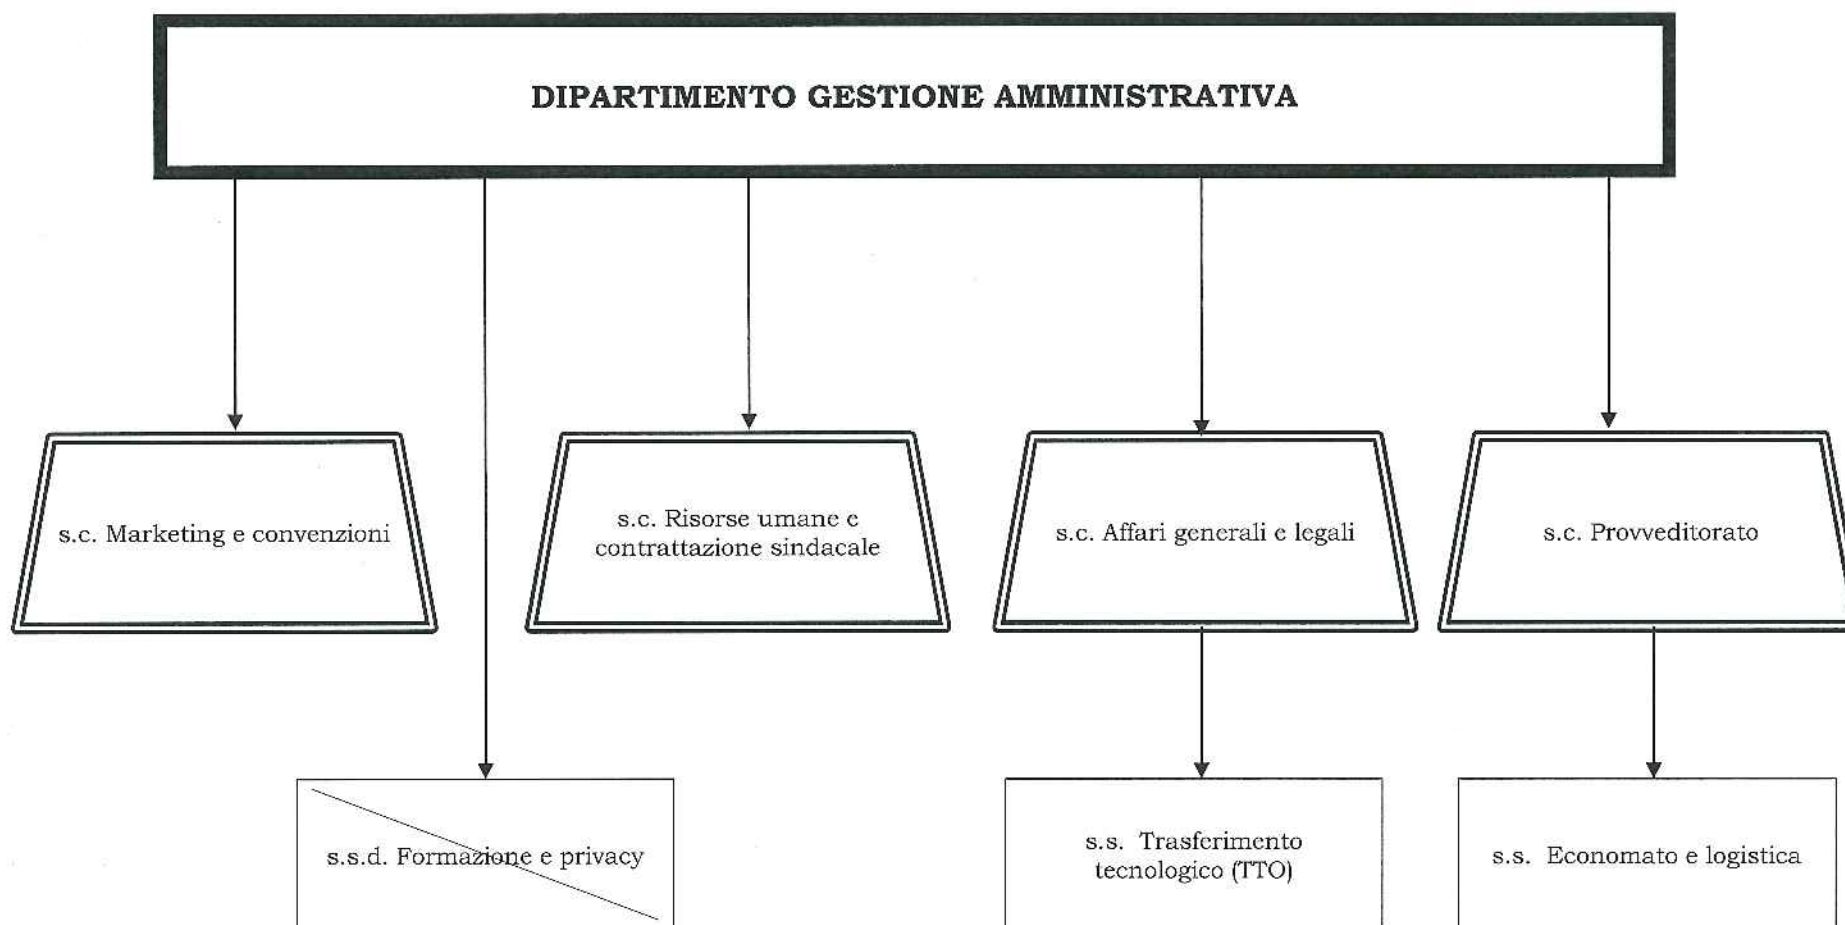 DIPARTIMENTO GESTIONE AMMINISTRATIVA
s.c. Marketing e convenzioni
s.c. Risorse umane e
contrattazione sindacale
s.c. Affari generali e legali
s.c. Provveditorato
s.s.d. Formazione e privacy
s.s. Trasferimento
tecnologico (TTO)
s.s. Economato e logistica